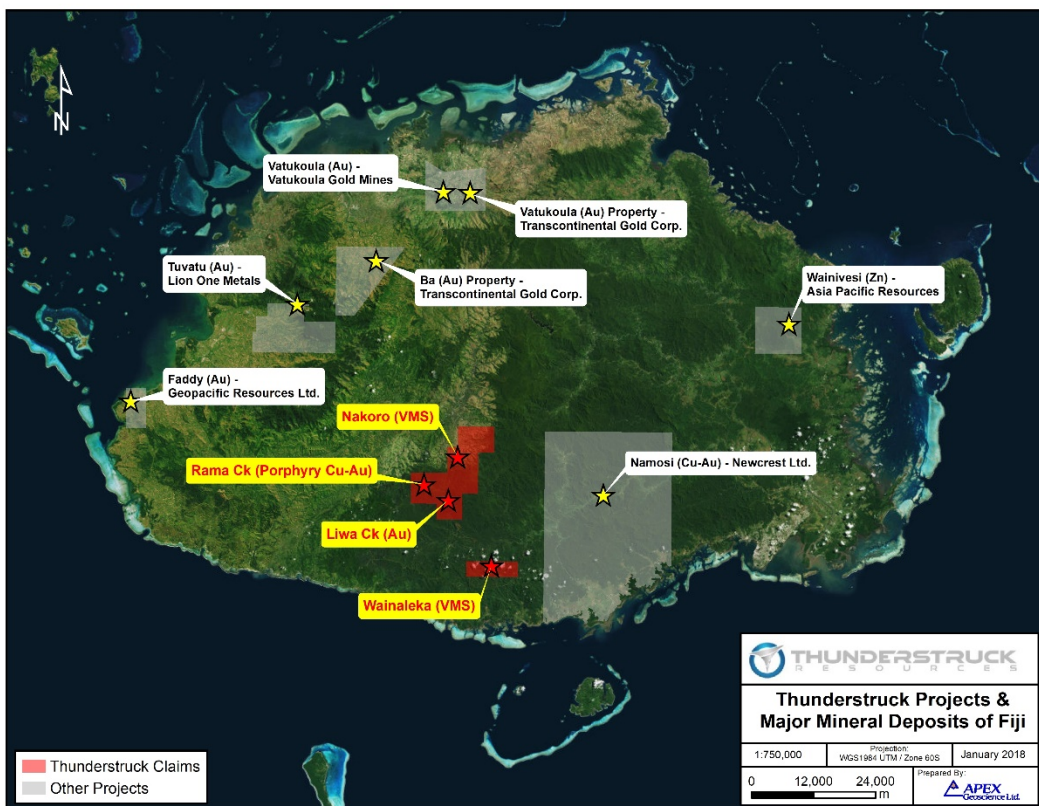 N
Vatukoula (Au) -
Vatukoula Gold Mines
Vatukoula (Au) Property -
Transcontinental Gold Corp.
Tuvatu (Au) -
Lion One Metals
Ba (Au) Property -
Transcontinental Gold Corp.
Wainivesi (Zn) -
Asia Pacific Resources
Faddy (Au) -
Geopacific Resources Ltd.
Nakoro (VMS)
Rama Ck (Porphyry Cu-Au)
Namosi (Cu-Au) - Newcrest Ltd.
Liwa Ck (Au)
Wainaleka (VMS)
THUNDERSTRUCK
RESOURCES
Thunderstruck Projects &
Major Mineral Deposits of Fiji
1:750,000
Projection:
WGS1984 UTM / Zone 60S
January 2018
0 12,000 24,000
m
Prepared By:
APEX
Geoscience Ltd.
Thunderstruck Claims
Other Projects